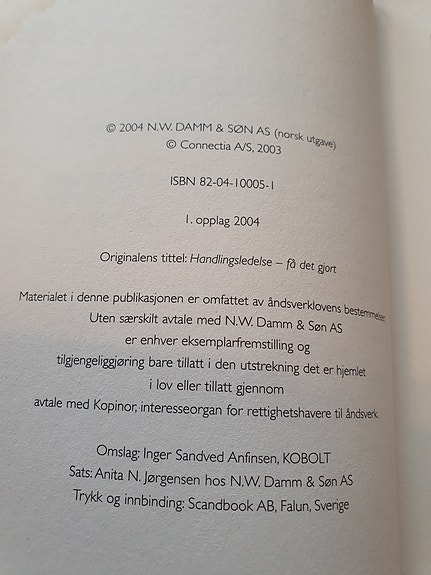 © 2004 N.W. DAMM & SØN AS (norsk utgave)
© Connectia A/S, 2003
ISBN 82-04-10005-1
1. opplag 2004
Originalens tittel: Handlingsledelse – få det gjort
Materialet i denne publikasjonen er omfattet av åndsverklovens bestemmelser
Uten særskilt avtale med N.W. Damm & Søn AS
er enhver eksemplarfremstilling og
tilgjengeliggjøring bare tillatt i den utstrekning det er hjemlet
i lov eller tillatt gjennom
avtale med Kopinor, interesseorgan for rettighetshavere til åndsverk.
Omslag: Inger Sandved Anfinsen, KOBOLT
Sats: Anita N. Jørgensen hos N.W. Damm & Søn AS
Trykk og innbinding: Scandbook AB, Falun, Sverige